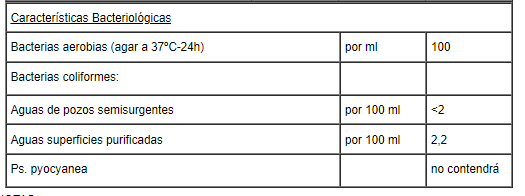 Características Bacteriológicas
Bacterias aerobias (agar a 37ºC-24h) por ml 100
Bacterias coliformes:
Aguas de pozos semisurgentes por 100 ml <2
Aguas superficies purificadas por 100 ml 2,2
Ps. pyocyanea no contendrá